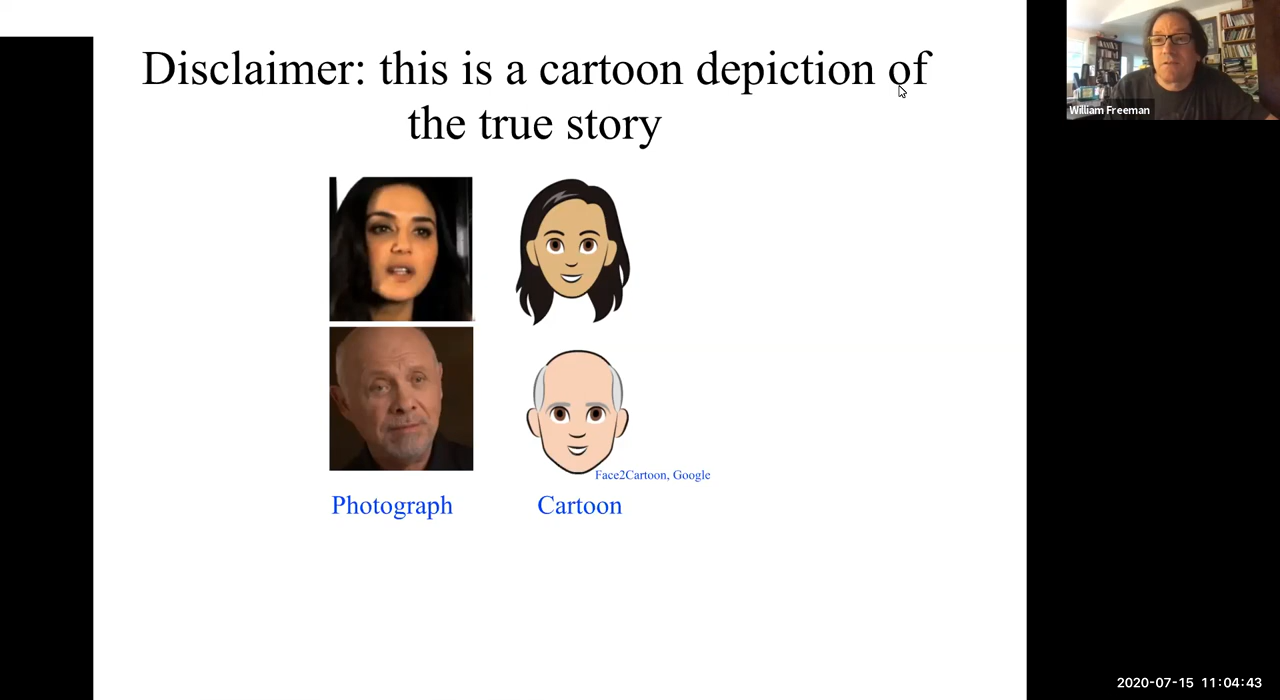 Disclaimer: this is a cartoon depiction of
the true story
William Freeman
Face2Cartoon, Google
Photograph
Cartoon
2020-07-15 11:04:43